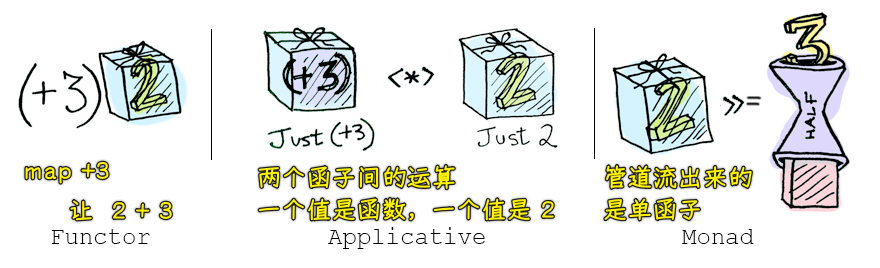 (+3) 2
(+3) <*> 2
Just (+3) Just 2
2 >>= 3
HALF
map +3
让 2 + 3
Functor
两个函子间的运算
一个值是函数，一个值是 2
Applicative
管道流出来的
是单函子
Monad